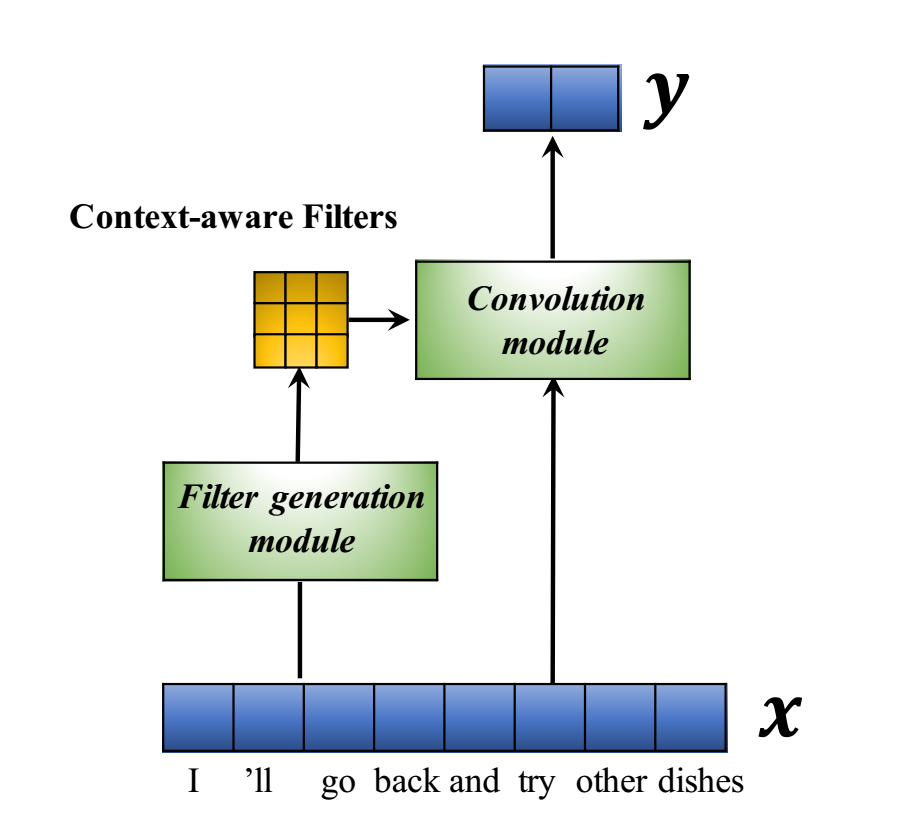 y
Context-aware Filters
Convolution
module
Filter generation
module
x
I ’ll go back and try other dishes